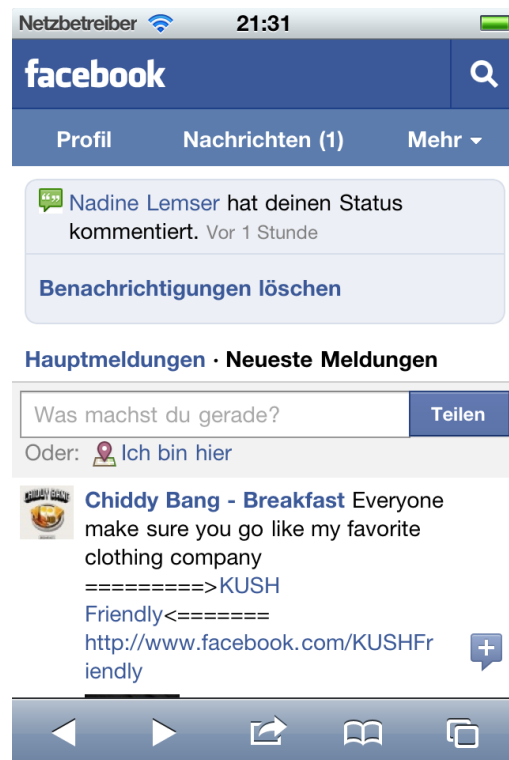 Netzbetreiber 21:31
facebook
Profil Nachrichten (1) Mehr
Nadine Lemser hat deinen Status
kommentiert. Vor 1 Stunde
Benachrichtigungen löschen
Hauptmeldungen · Neueste Meldungen
Was machst du gerade? Teilen
Oder: Ich bin hier
CHIDDY BANG
Chiddy Bang - Breakfast Everyone
make sure you go like my favorite
clothing company
=========>KUSH
Friendly<=======
http://www.facebook.com/KUSHFr
iendly